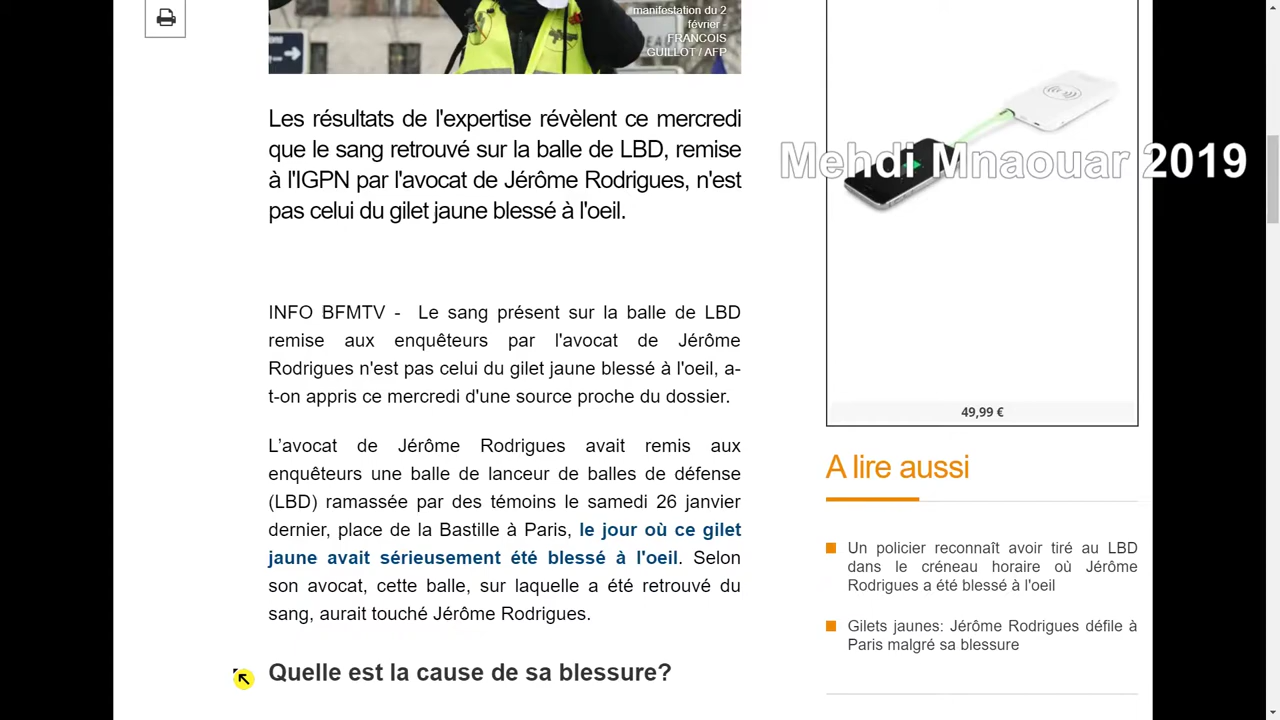 manifestation du 2
février -
FRANCOIS
GUILLOT / AFP
Les résultats de l'expertise révèlent ce mercredi
que le sang retrouvé sur la balle de LBD, remise
à l'IGPN par l'avocat de Jérôme Rodrigues, n'est
pas celui du gilet jaune blessé à l'oeil.
INFO BFMTV - Le sang présent sur la balle de LBD
remise aux enquêteurs par l'avocat de Jérôme
Rodrigues n'est pas celui du gilet jaune blessé à l'oeil, a-
t-on appris ce mercredi d'une source proche du dossier.
L’avocat de Jérôme Rodrigues avait remis aux
enquêteurs une balle de lanceur de balles de défense
(LBD) ramassée par des témoins le samedi 26 janvier
dernier, place de la Bastille à Paris, le jour où ce gilet
jaune avait sérieusement été blessé à l'oeil. Selon
son avocat, cette balle, sur laquelle a été retrouvé du
sang, aurait touché Jérôme Rodrigues.
Quelle est la cause de sa blessure?
Mehdi Mnaouar 2019
49,99 €
A lire aussi
Un policier reconnaît avoir tiré au LBD
dans le créneau horaire où Jérôme
Rodrigues a été blessé à l'oeil
Gilets jaunes: Jérôme Rodrigues défile à
Paris malgré sa blessure